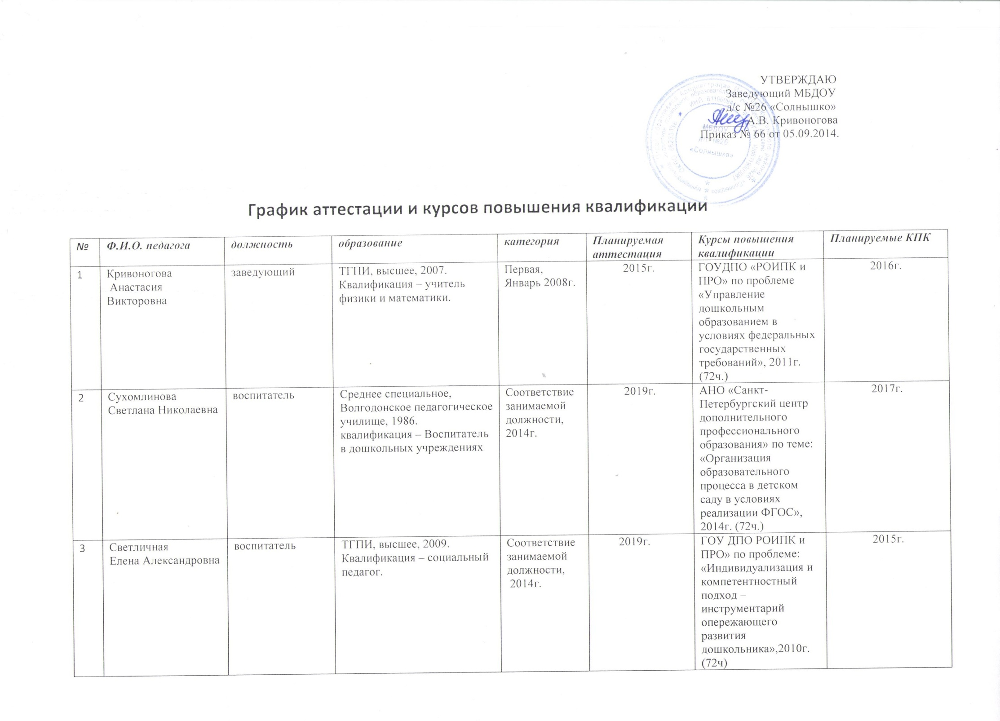 УТВЕРЖДАЮ
Заведующий МБДОУ
д/с №26 «Солнышко»
А.В. Кривоногова
Приказ № 66 от 05.09.2014.
МБДОУ
№26
«Солнышко»
График аттестации и курсов повышения квалификации
№
Ф.И.О. педагога
должность
образование
категория
Планируемая
аттестация
Курсы повышения
квалификации
Планируемые КПК
1
Кривоногова
Анастасия
Викторовна
заведующий
ТГПИ, высшее, 2007.
Квалификация – учитель
физики и математики.
Первая,
Январь 2008г.
2015г.
ГОУДПО «РОИПК и
ПРО» по проблеме
«Управление
дошкольным
образованием в
условиях федеральных
государственных
требований», 2011г.
(72ч.)
2016г.
2
Сухомлинова
Светлана Николаевна
воспитатель
Среднее специальное,
Волгодонское педагогическое
училище, 1986.
квалификация – Воспитатель
в дошкольных учреждениях
Соответствие
занимаемой
должности,
2014г.
2019г.
АНО «Санкт-
Петербургский центр
дополнительного
профессионального
образования» по теме:
«Организация
образовательного
процесса в детском
саду в условиях
реализации ФГОС»,
2014г. (72ч.)
2017г.
3
Светличная
Елена Александровна
воспитатель
ТГПИ, высшее, 2009.
Квалификация – социальный
педагог.
Соответствие
занимаемой
должности,
2014г.
2019г.
ГОУ ДПО РОИПК и
ПРО» по проблеме:
«Индивидуализация и
компетентностный
подход –
инструментарий
опережающего
развития
дошкольника»,2010г.
(72ч)
2015г.